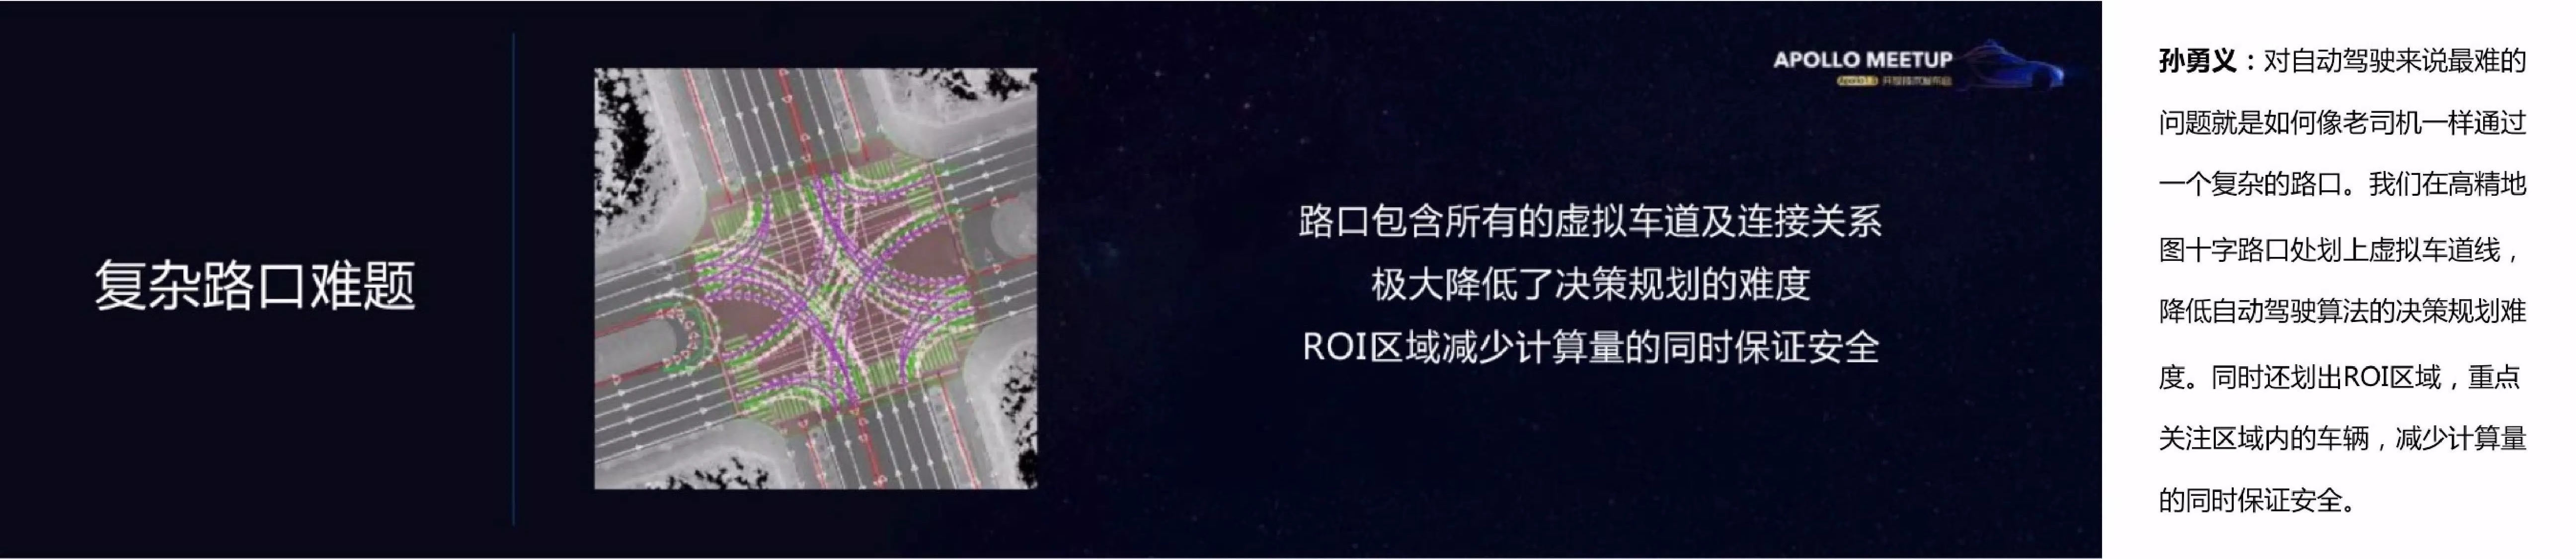 复杂路口难题
APOLLO MEETUP
路口包含所有的虚拟车道及连接关系
极大降低了决策规划的难度
ROI区域减少计算量的同时保证安全
孙勇义：对自动驾驶来说最难的
问题就是如何像老司机一样通过
一个复杂的路口。我们在高精地
图十字路口处划上虚拟车道线，
降低自动驾驶算法的决策规划难
度。同时还划出ROI区域，重点
关注区域内的车辆，减少计算量
的同时保证安全。